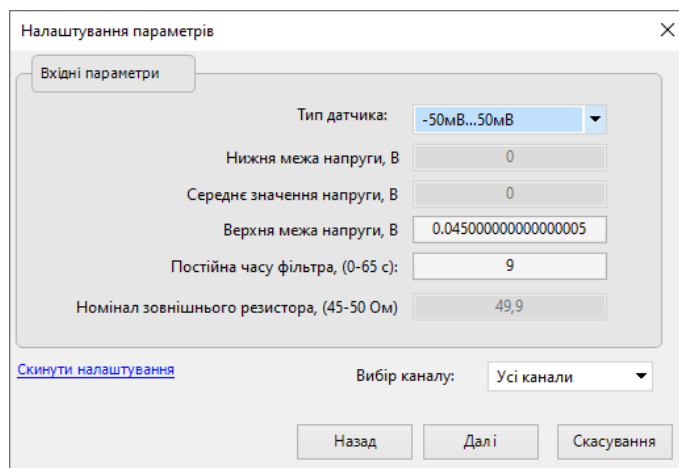 Налаштування параметрів
Вхідні параметри
Тип датчика: -50мВ...50мВ
Нижня межа напруги, В 0
Середнє значення напруги, В 0
Верхня межа напруги, В 0.045000000000000005
Постійна часу фільтра, (0-65 с): 9
Номінал зовнішнього резистора, (45-50 Ом) 49,9
Скинути налаштування Вибір каналу: Усі канали
Назад Далі Скасування